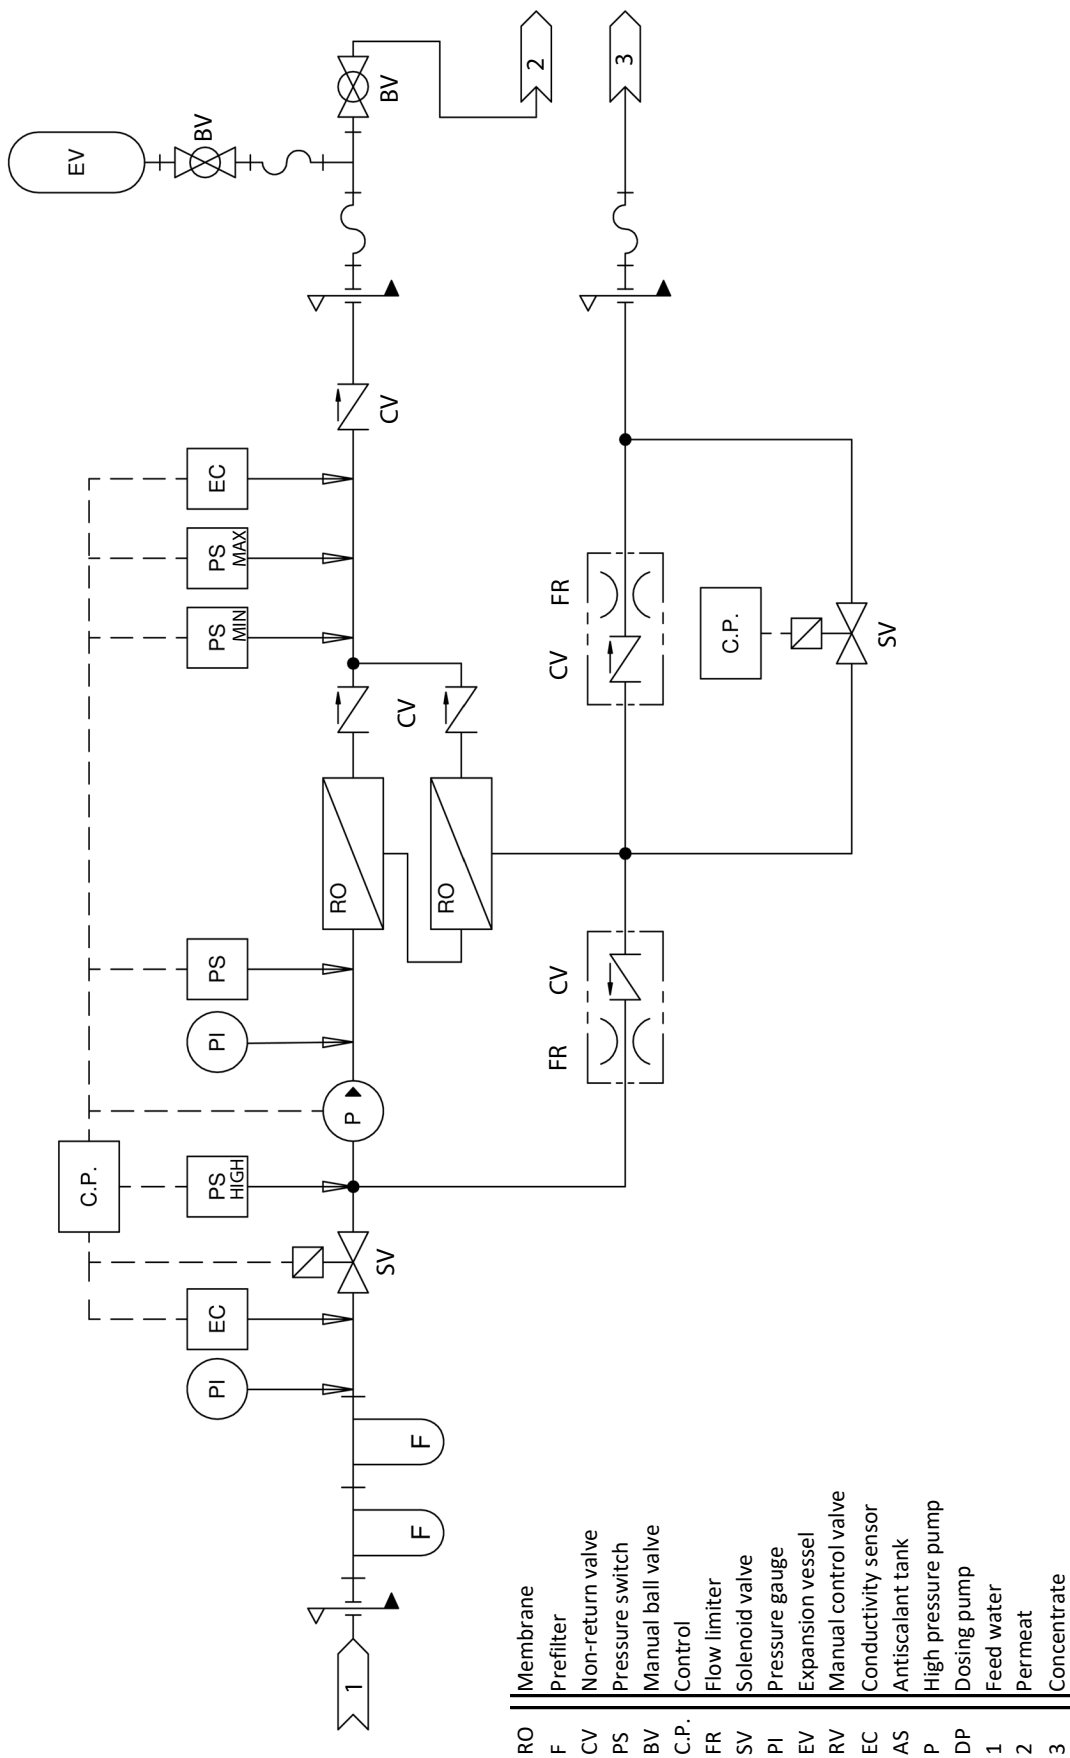 EV
BV
BV
2
3
EC
PS
MAX
PS
MIN
CV
CV
RO
RO
PS
PI
P
C.P.
PS
HIGH
SV
EC
PI
F
F
1
FR
CV
C.P.
SV
CV
FR
RO Membrane
F Prefilter
CV Non-return valve
PS Pressure switch
BV Manual ball valve
C.P. Control
FR Flow limiter
SV Solenoid valve
PI Pressure gauge
EV Expansion vessel
RV Manual control valve
EC Conductivity sensor
AS Antiscalant tank
P High pressure pump
DP Dosing pump
1 Feed water
2 Permeat
3 Concentrate